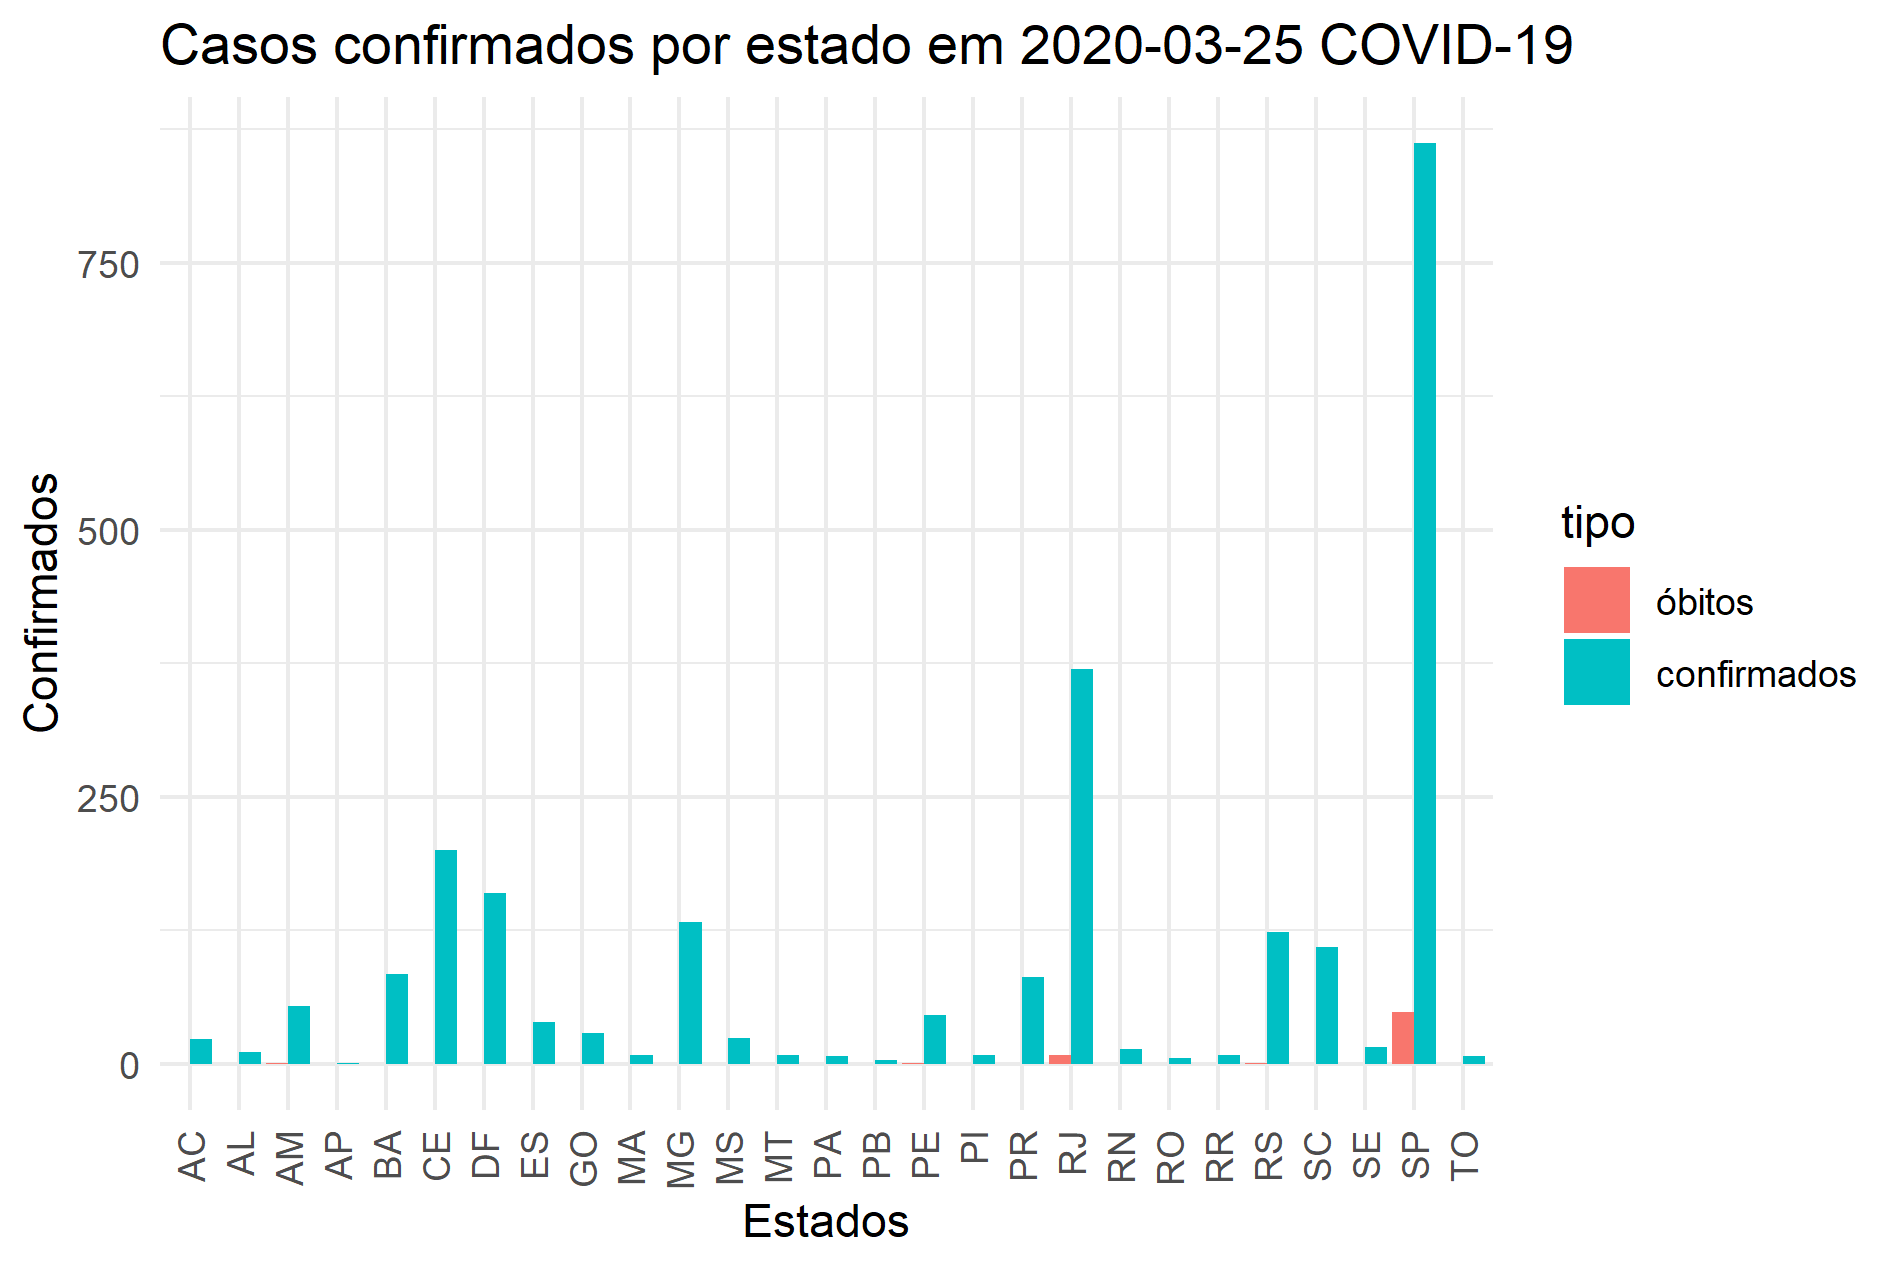 Casos confirmados por estado em 2020-03-25 COVID-19
Confirmados
750
500
250
0
AC
AL
AM
AP
BA
CE
DF
ES
GO
MA
MG
MS
MT
PA
PB
PE
PI
PR
RJ
RN
RO
RR
RS
SC
SE
SP
TO
Estados
tipo
óbitos
confirmados